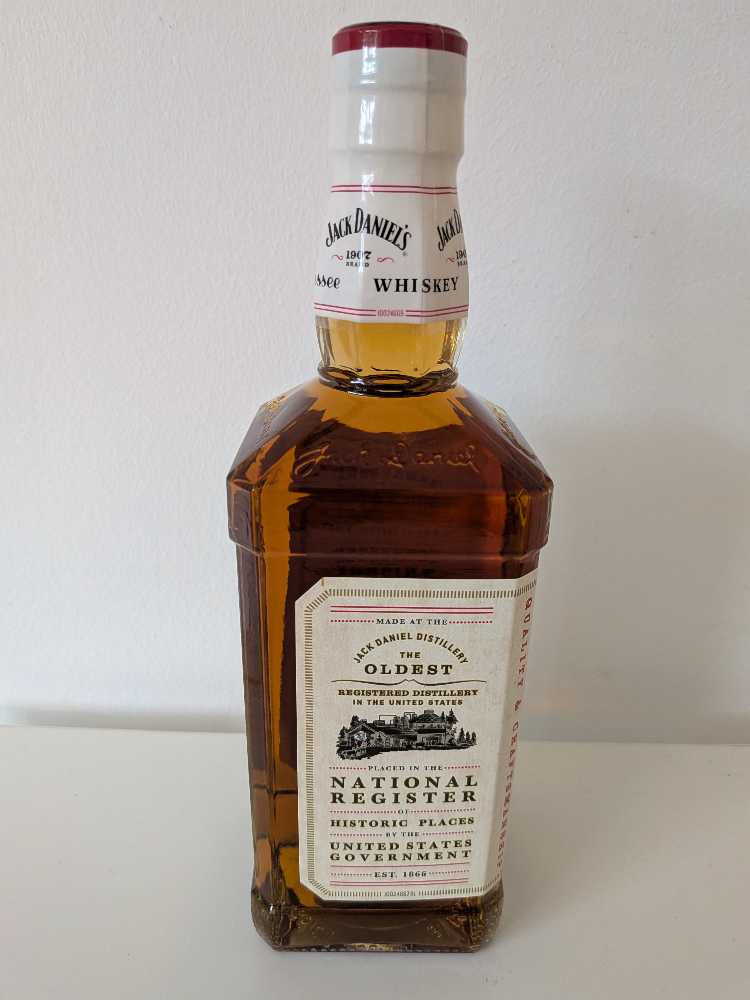 JACK DANIEL'S
1907
BRAND
ssee WHISKEY
Jack Daniel
MADE AT THE
JACK DANIEL DISTILLERY
THE
OLDEST
REGISTERED DISTILLERY
IN THE UNITED STATES
PLACED IN THE
NATIONAL
REGISTER
OF
HISTORIC PLACES
BY THE
UNITED STATES
GOVERNMENT
EST. 1866
QUALITY & CRAFTSMANSHIP